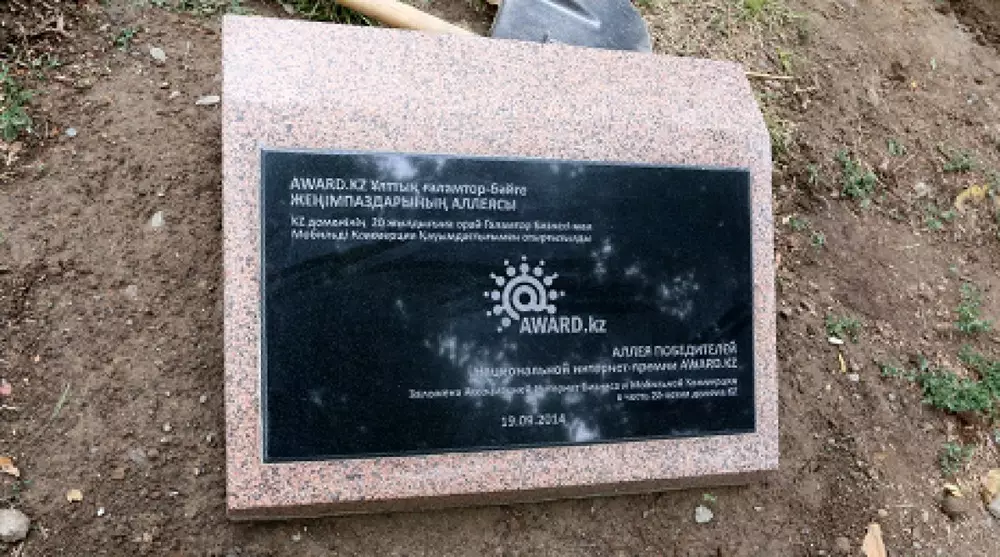 AWARD.KZ Ұлттық ғаламтор-бәйге
ЖЕҢІМПАЗДАРЫНЫҢ АЛЛЕЯСЫ
KZ доменінің 20 жылдығына орай Ғаламтор Бизнесі мен
Мобильді Коммерция Қауымдастығымен отырғызылды
@
AWARD.kz
АЛЛЕЯ ПОБЕДИТЕЛЕЙ
Национальной интернет-премии AWARD.KZ
Заложена Ассоциацией Интернет Бизнеса и Мобильной Коммерции
в честь 20-летия домена KZ
19.09.2014